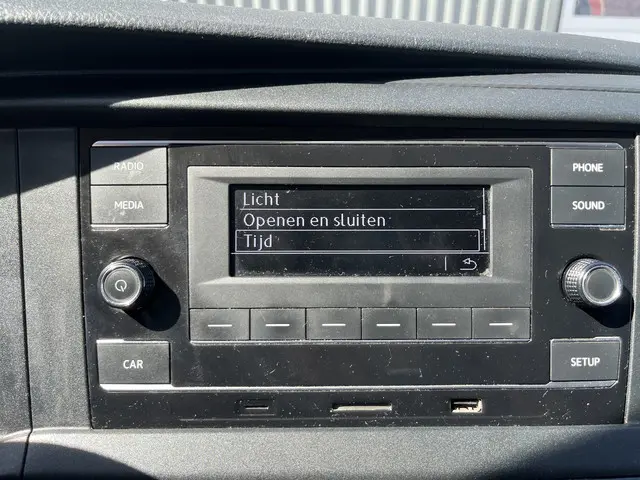 RADIO
PHONE
MEDIA
SOUND
Licht
Openen en sluiten
Tijd
CAR
SETUP